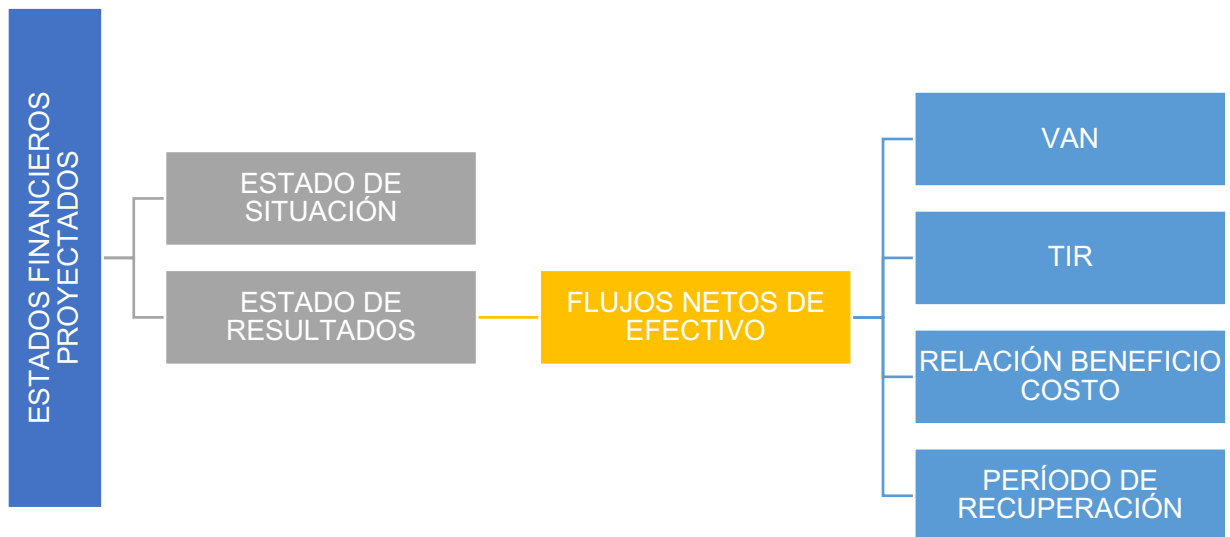 ESTADOS FINANCIEROS
PROYECTADOS
ESTADO DE
SITUACIÓN
ESTADO DE
RESULTADOS
FLUJOS NETOS DE
EFECTIVO
VAN
TIR
RELACIÓN BENEFICIO
COSTO
PERÍODO DE
RECUPERACIÓN